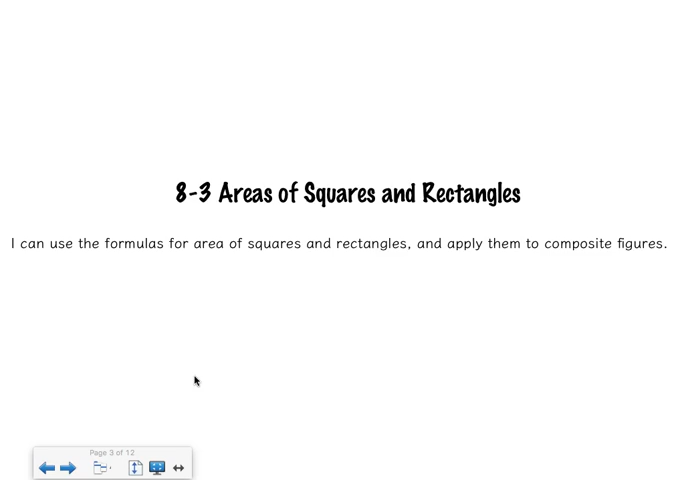 8-3 Areas of Squares and Rectangles
I can use the formulas for area of squares and rectangles, and apply them to composite figures.
Page 3 of 12